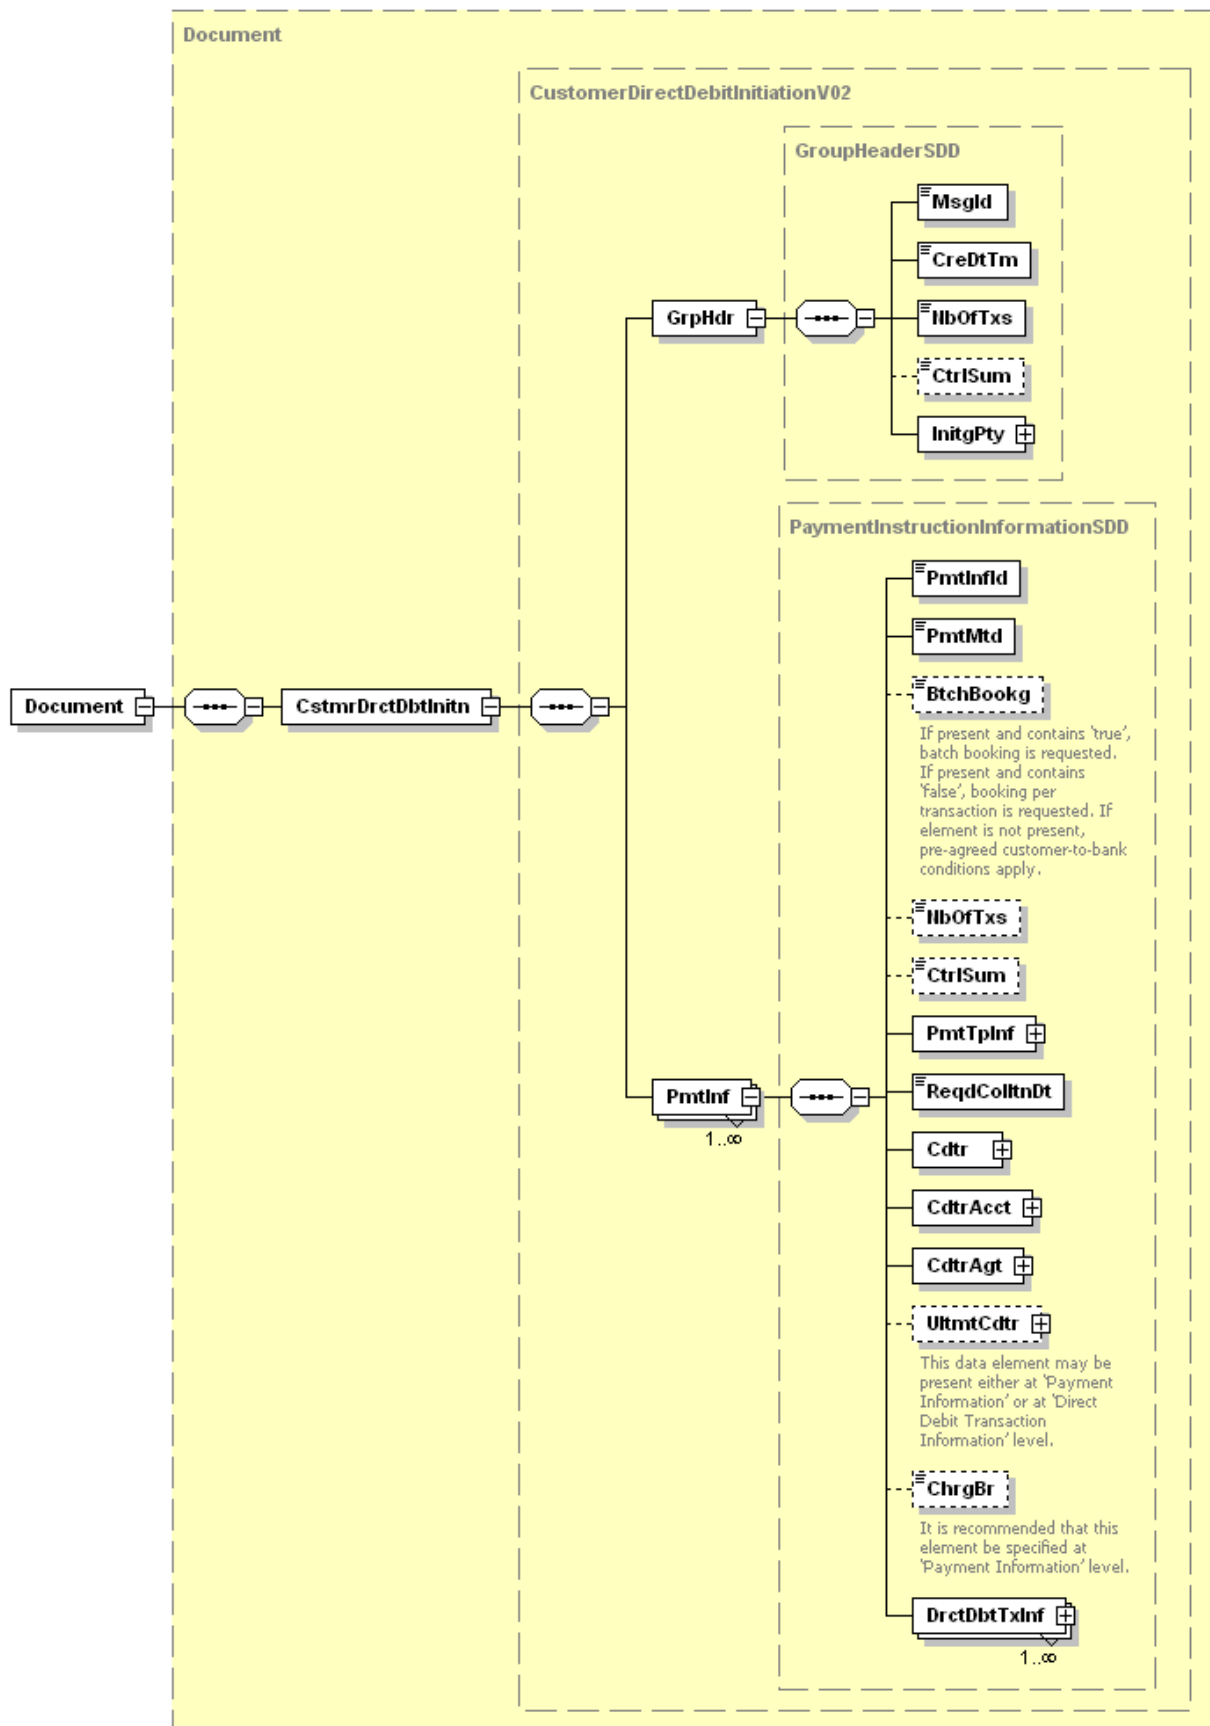 Document
CustomerDirectDebitInitiationV02
GroupHeaderSDD
MsgId
CreDtTm
GrpHdr
NbOfTxs
CtrlSum
InitgPty
PaymentInstructionInformationSDD
PmtInfId
PmtMtd
Document
CstmrDrctDbtInitn
BtchBookg
If present and contains 'true',
batch booking is requested.
If present and contains
'false', booking per
transaction is requested. If
element is not present,
pre-agreed customer-to-bank
conditions apply.
NbOfTxs
CtrlSum
PmtTpInf
PmtInf
1..∞
ReqdColltnDt
Cdtr
CdtrAcct
CdtrAgt
UltmtCdtr
This data element may be
present either at 'Payment
Information' or at 'Direct
Debit Transaction
Information' level.
ChrgBr
It is recommended that this
element be specified at
'Payment Information' level.
DrctDbtTxInf
1..∞